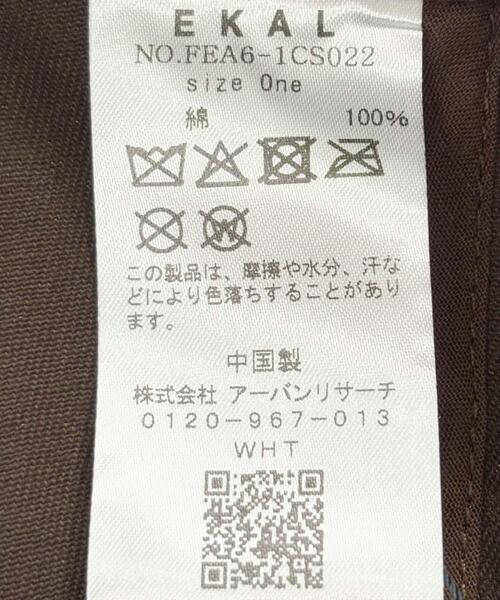 EKAL
NO.FEA6-1CS022
size One
綿 100%
W
この製品は、摩擦や水分、汗な
どにより色落ちすることがあり
ます。
中国製
株式会社 アーバンリサーチ
0120-967-013
WHT